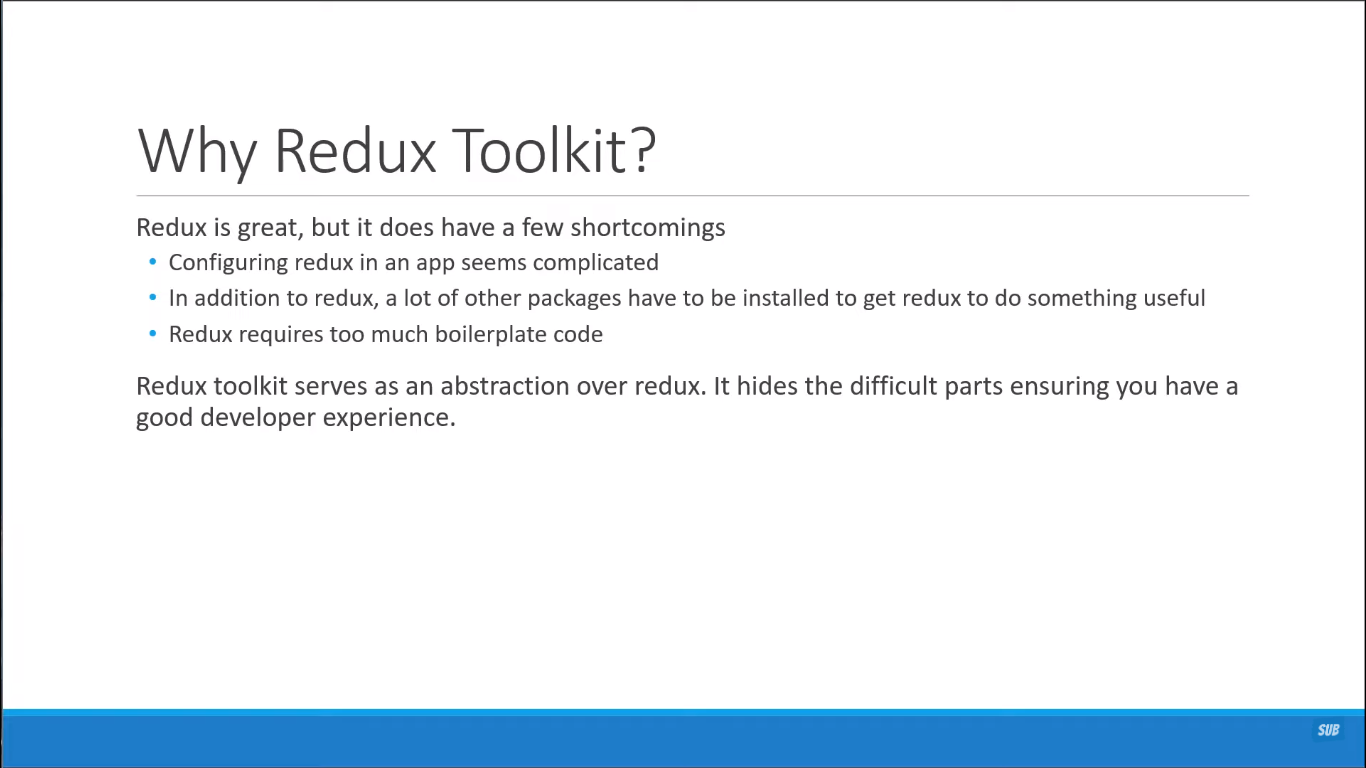 Why Redux Toolkit?
Redux is great, but it does have a few shortcomings
• Configuring redux in an app seems complicated
• In addition to redux, a lot of other packages have to be installed to get redux to do something useful
• Redux requires too much boilerplate code
Redux toolkit serves as an abstraction over redux. It hides the difficult parts ensuring you have a
good developer experience.
SUB